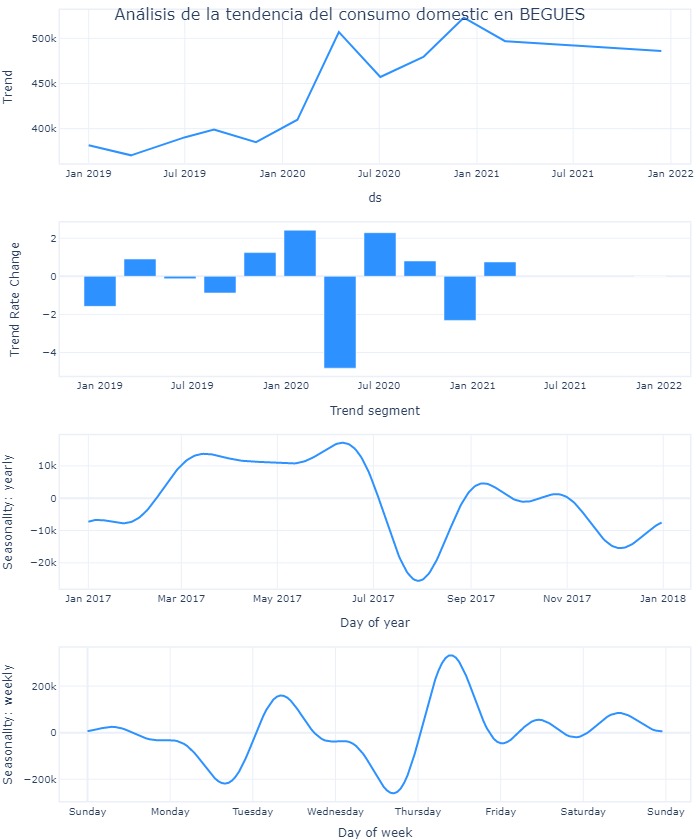 Análisis de la tendencia del consumo domestic en BEGUES
Trend
500k
450k
400k
Jan 2019 Jul 2019 Jan 2020 Jul 2020 Jan 2021 Jul 2021 Jan 2022
ds
Trend Rate Change
2
0
−2
−4
Jan 2019 Jul 2019 Jan 2020 Jul 2020 Jan 2021 Jul 2021 Jan 2022
Trend segment
Seasonality: yearly
10k
0
−10k
−20k
Jan 2017 Mar 2017 May 2017 Jul 2017 Sep 2017 Nov 2017 Jan 2018
Day of year
Seasonality: weekly
200k
0
−200k
Sunday Monday Tuesday Wednesday Thursday Friday Saturday Sunday
Day of week